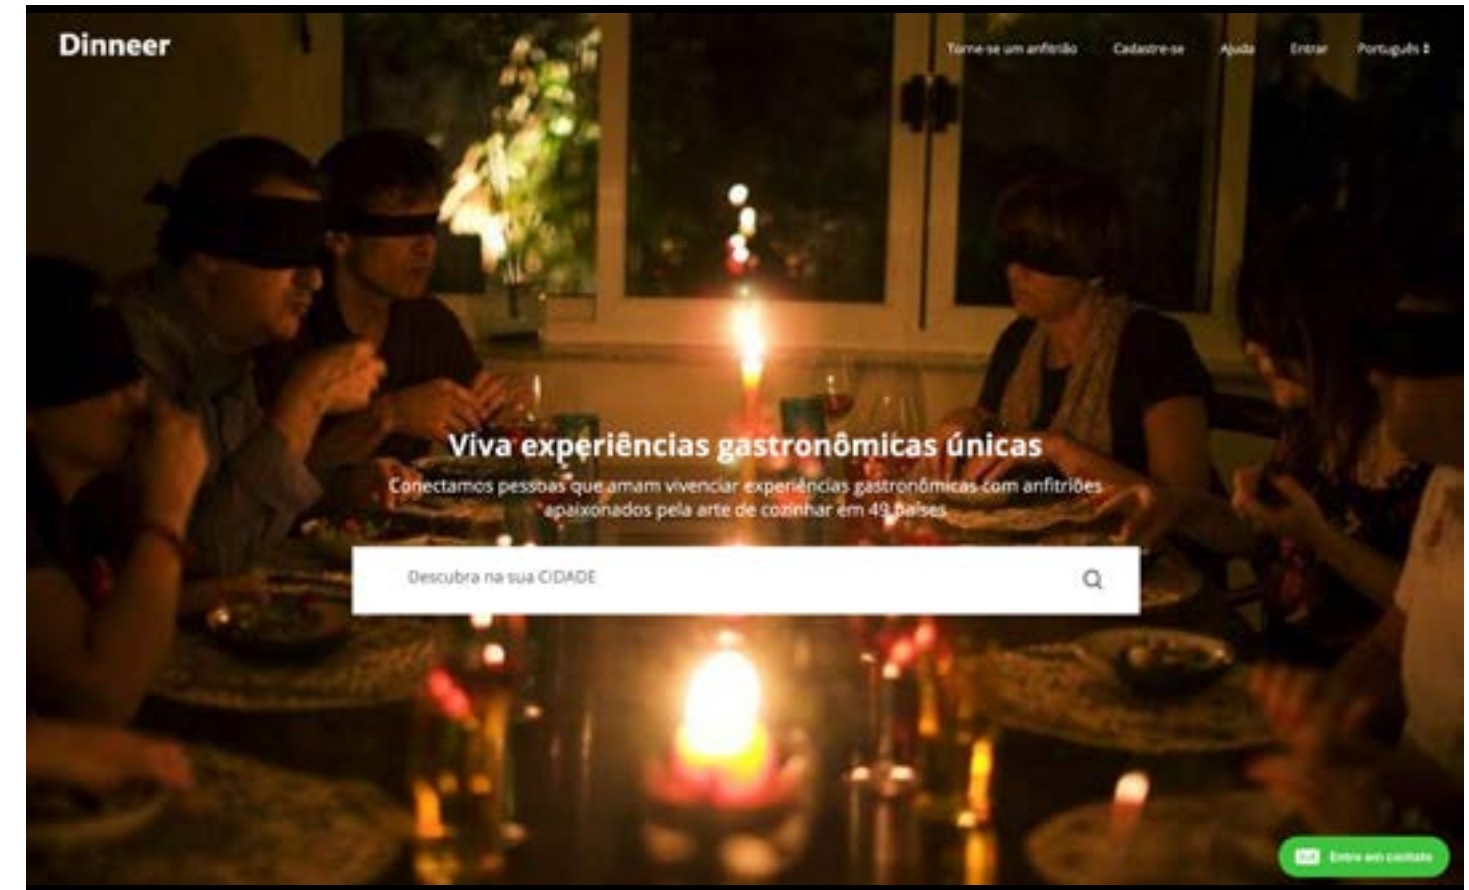 Dinneer
Torne-se um anfitrião Cadastre-se Ajuda Entrar Português
Viva experiências gastronômicas únicas
Conectamos pessoas que amam vivenciar experiências gastronômicas com anfitriões
apaixonados pela arte de cozinhar em 49 países
Descubra na sua CIDADE
Entre em contato